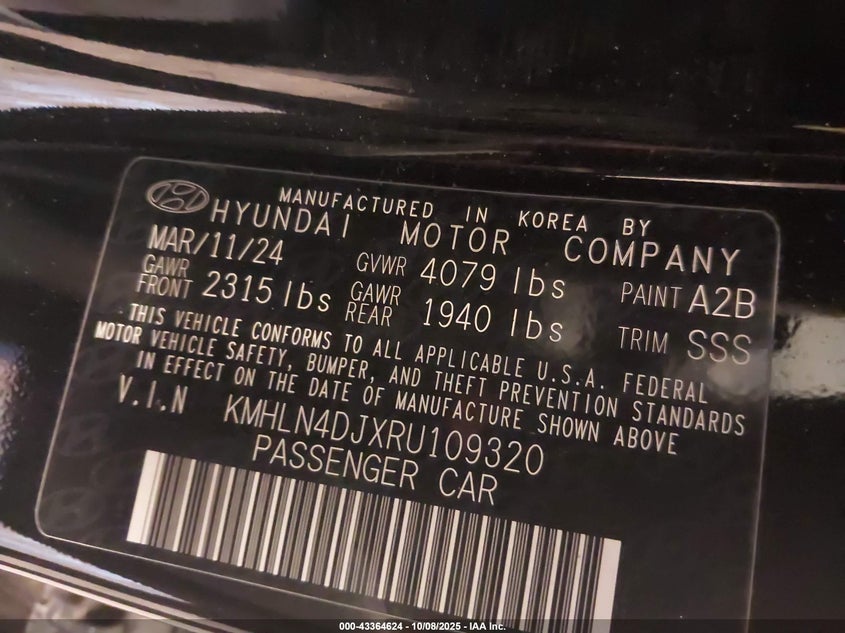 MANUFACTURED IN KOREA BY
HYUNDAI MOTOR COMPANY
MAR/11/24 GVWR 4079 lbs PAINT A2B
GAWR FRONT 2315 lbs GAWR REAR 1940 lbs TRIM SSS
THIS VEHICLE CONFORMS TO ALL APPLICABLE U.S.A. FEDERAL
MOTOR VEHICLE SAFETY, BUMPER, AND THEFT PREVENTION STANDARDS
IN EFFECT ON THE DATE OF MANUFACTURE SHOWN ABOVE
V.I.N KMHLN4DJXRU109320
PASSENGER CAR
000-43364624 - 10/08/2025 - IAA Inc.